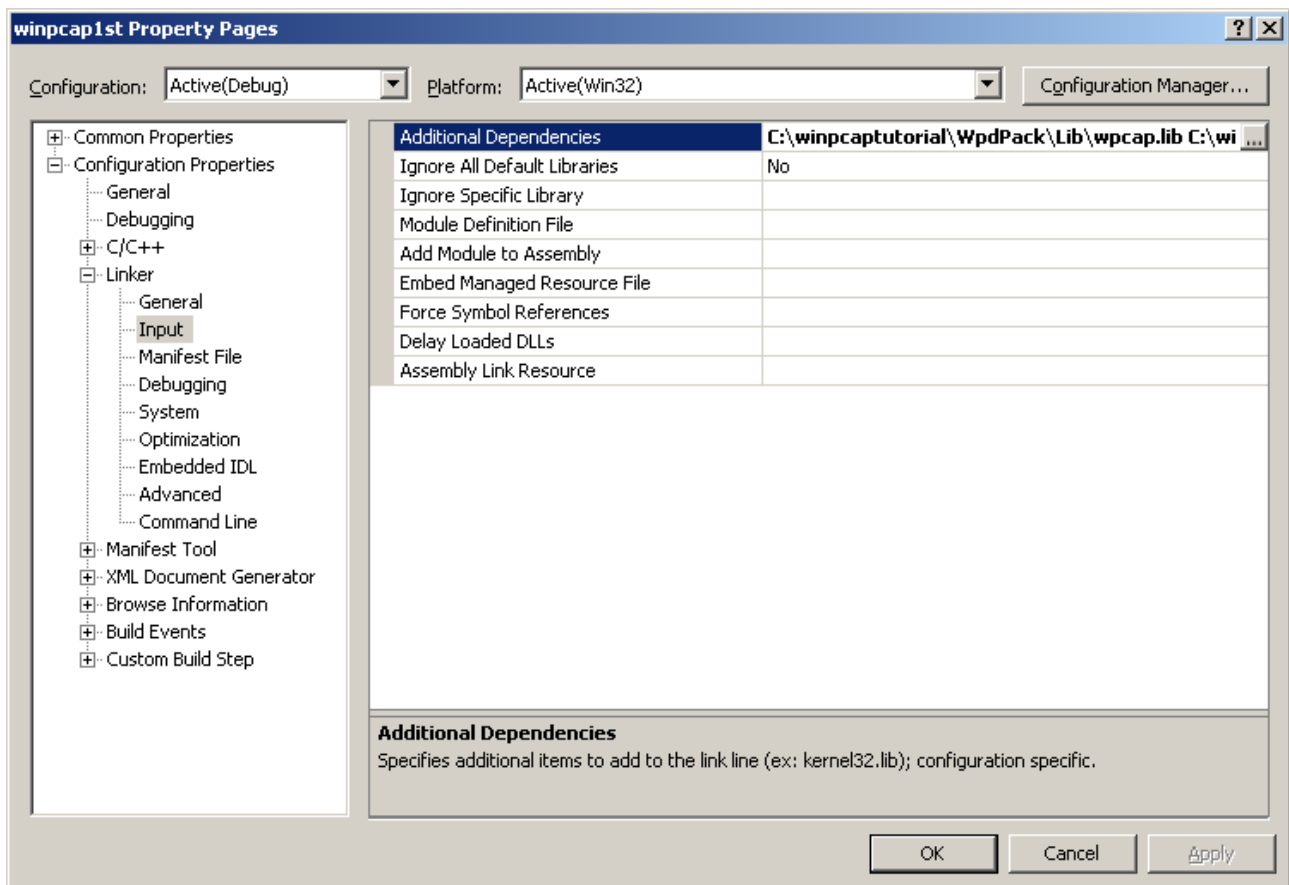 winpcap1st Property Pages
Configuration: Active(Debug) Platform: Active(Win32) Configuration Manager...
Common Properties
Configuration Properties
General
Debugging
C/C++
Linker
General
Input
Manifest File
Debugging
System
Optimization
Embedded IDL
Advanced
Command Line
Manifest Tool
XML Document Generator
Browse Information
Build Events
Custom Build Step
Additional Dependencies C:\winpcaptutorial\WpdPack\Lib\wpcap.lib C:\wi ...
Ignore All Default Libraries No
Ignore Specific Library
Module Definition File
Add Module to Assembly
Embed Managed Resource File
Force Symbol References
Delay Loaded DLLs
Assembly Link Resource
Additional Dependencies
Specifies additional items to add to the link line (ex: kernel32.lib); configuration specific.
OK Cancel Apply